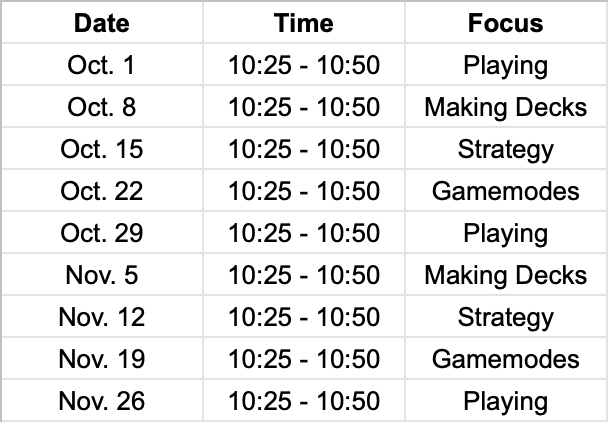 Date Time Focus
Oct. 1 10:25 - 10:50 Playing
Oct. 8 10:25 - 10:50 Making Decks
Oct. 15 10:25 - 10:50 Strategy
Oct. 22 10:25 - 10:50 Gamemodes
Oct. 29 10:25 - 10:50 Playing
Nov. 5 10:25 - 10:50 Making Decks
Nov. 12 10:25 - 10:50 Strategy
Nov. 19 10:25 - 10:50 Gamemodes
Nov. 26 10:25 - 10:50 Playing